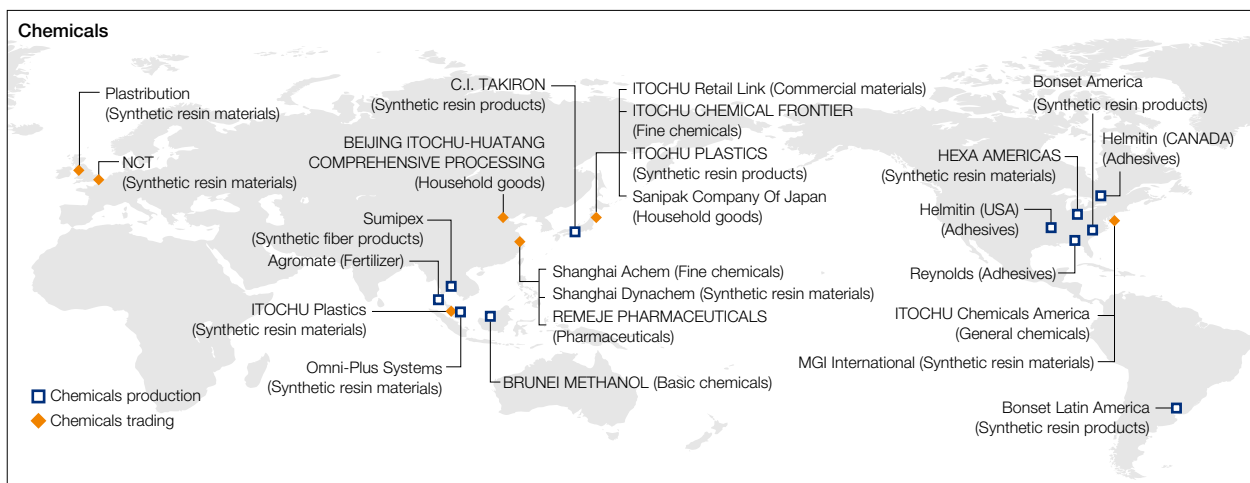 Chemicals
Plastribution
(Synthetic resin materials)
NCT
(Synthetic resin materials)
C.I. TAKIRON
(Synthetic resin products)
BEIJING ITOCHU-HUATANG
COMPREHENSIVE PROCESSING
(Household goods)
Sumipex
(Synthetic fiber products)
Agromate (Fertilizer)
ITOCHU Plastics
(Synthetic resin materials)
Omni-Plus Systems
(Synthetic resin materials)
ITOCHU Retail Link (Commercial materials)
ITOCHU CHEMICAL FRONTIER
(Fine chemicals)
ITOCHU PLASTICS
(Synthetic resin products)
Sanipak Company Of Japan
(Household goods)
Shanghai Achem (Fine chemicals)
Shanghai Dynachem (Synthetic resin materials)
REMEJE PHARMACEUTICALS
(Pharmaceuticals)
BRUNEI METHANOL (Basic chemicals)
Bonset America
(Synthetic resin products)
Helmitin (CANADA)
(Adhesives)
HEXA AMERICAS
(Synthetic resin materials)
Helmitin (USA)
(Adhesives)
Reynolds (Adhesives)
ITOCHU Chemicals America
(General chemicals)
MGI International (Synthetic resin materials)
Bonset Latin America
(Synthetic resin products)
Chemicals production
Chemicals trading